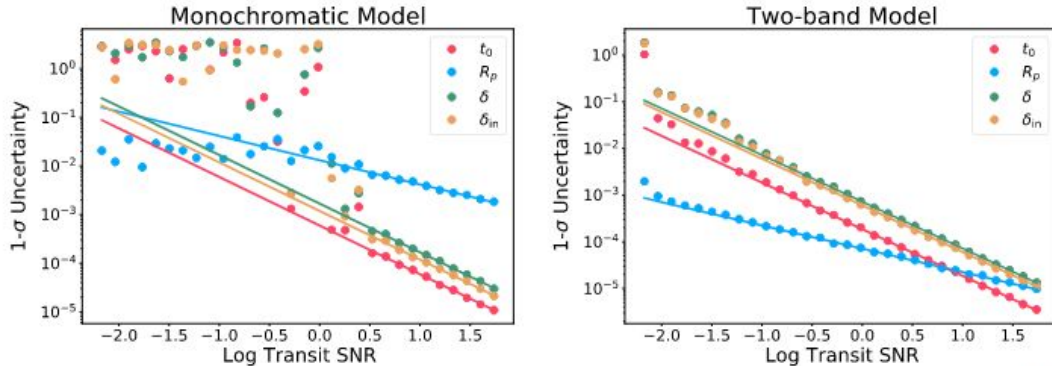 Monochromatic Model
10⁰
10⁻¹
10⁻²
10⁻³
10⁻⁴
10⁻⁵
1-σ Uncertainty
t₀
Rₚ
δ
δᵢₙ
−2.0 −1.5 −1.0 −0.5 0.0 0.5 1.0 1.5
Log Transit SNR
Two-band Model
10⁰
10⁻¹
10⁻²
10⁻³
10⁻⁴
10⁻⁵
1-σ Uncertainty
t₀
Rₚ
δ
δᵢₙ
−2.0 −1.5 −1.0 −0.5 0.0 0.5 1.0 1.5
Log Transit SNR